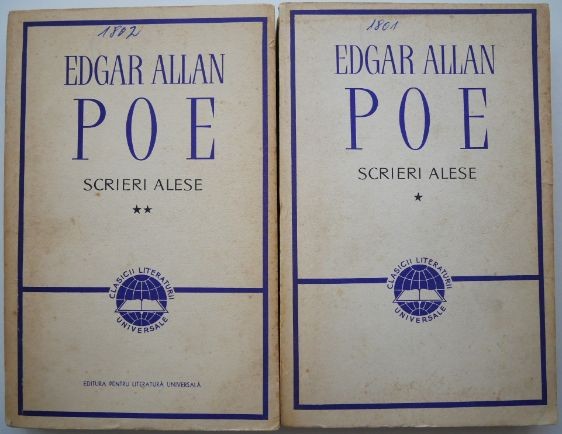 1802
EDGAR ALLAN
POE
SCRIERI ALESE
★★
CLASICII LITERATURII
UNIVERSALE
EDITURA PENTRU LITERATURĂ UNIVERSALĂ
1801
EDGAR ALLAN
POE
SCRIERI ALESE
★
CLASICII LITERATURII
UNIVERSALE